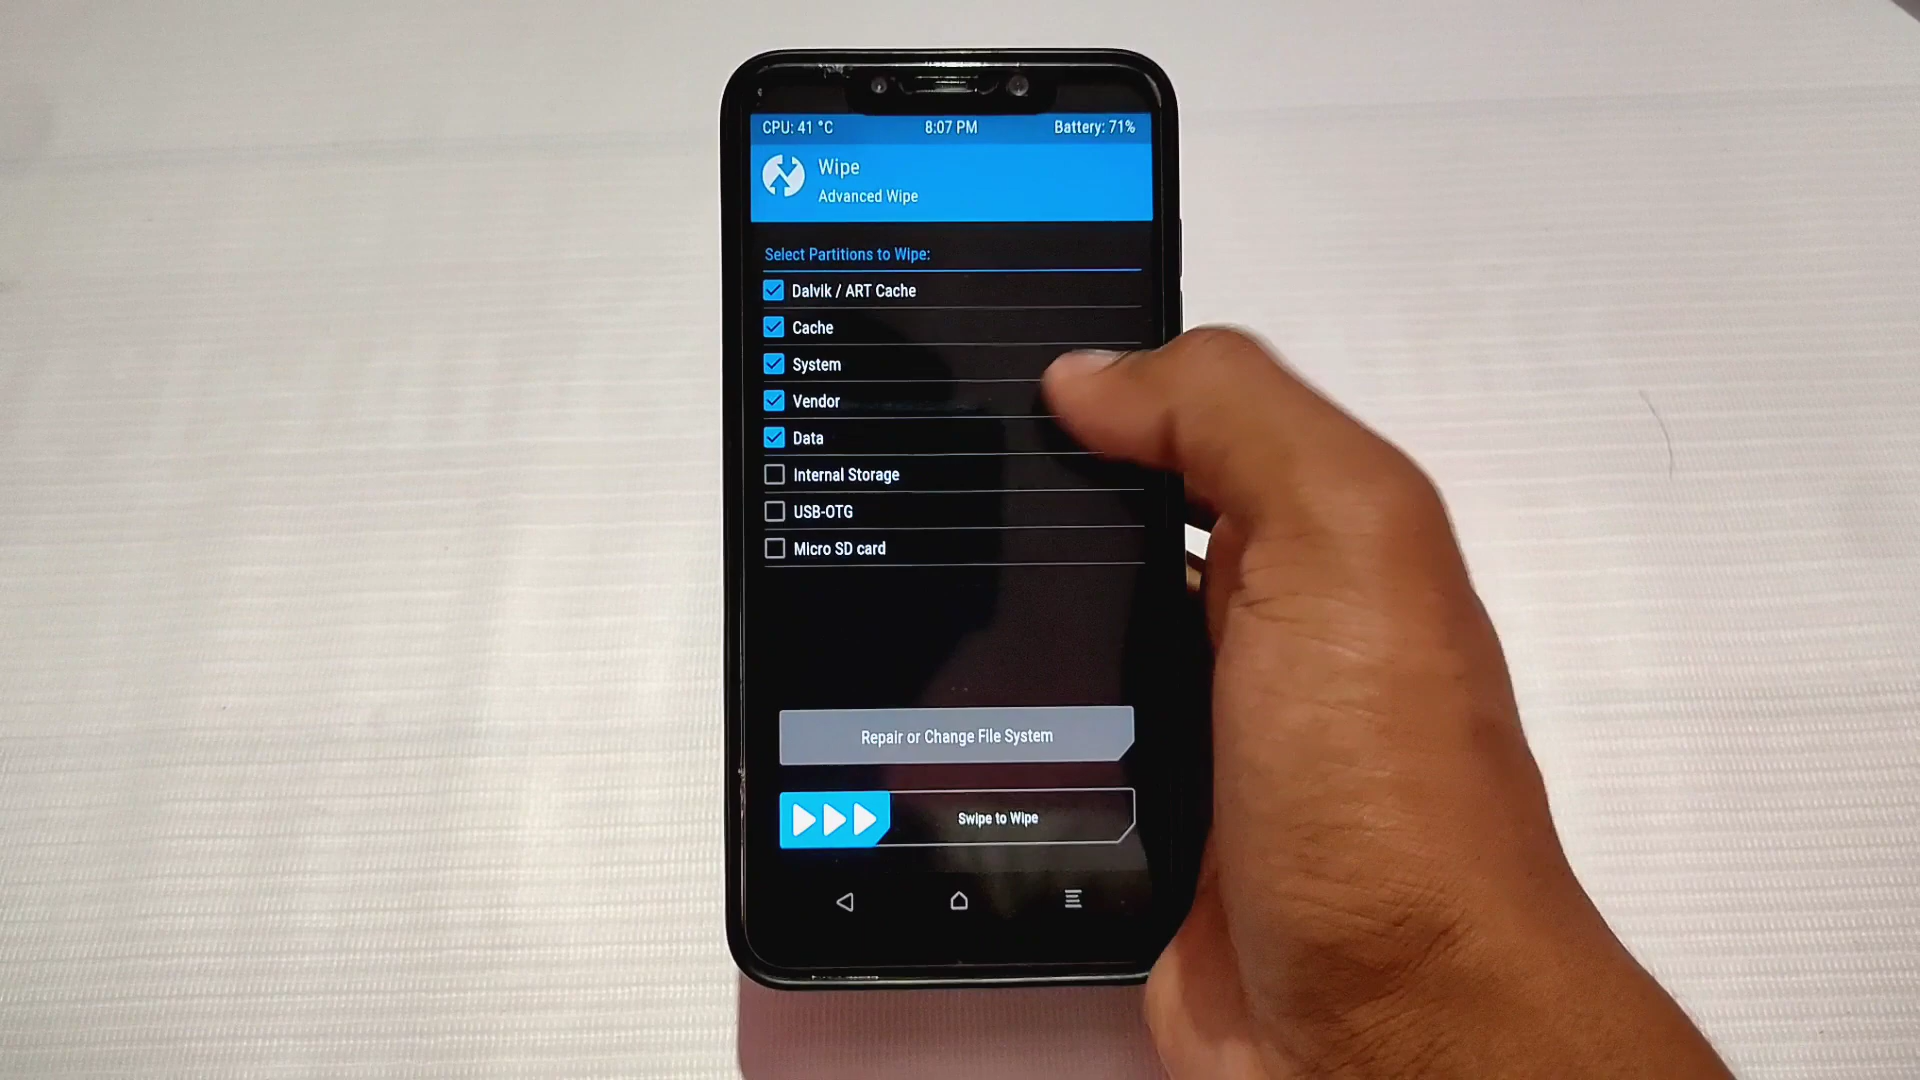 CPU: 41 °C 8:07 PM Battery: 71%
Wipe
Advanced Wipe
Select Partitions to Wipe:
Dalvik / ART Cache
Cache
System
Vendor
Data
Internal Storage
USB-OTG
Micro SD card
Repair or Change File System
Swipe to Wipe